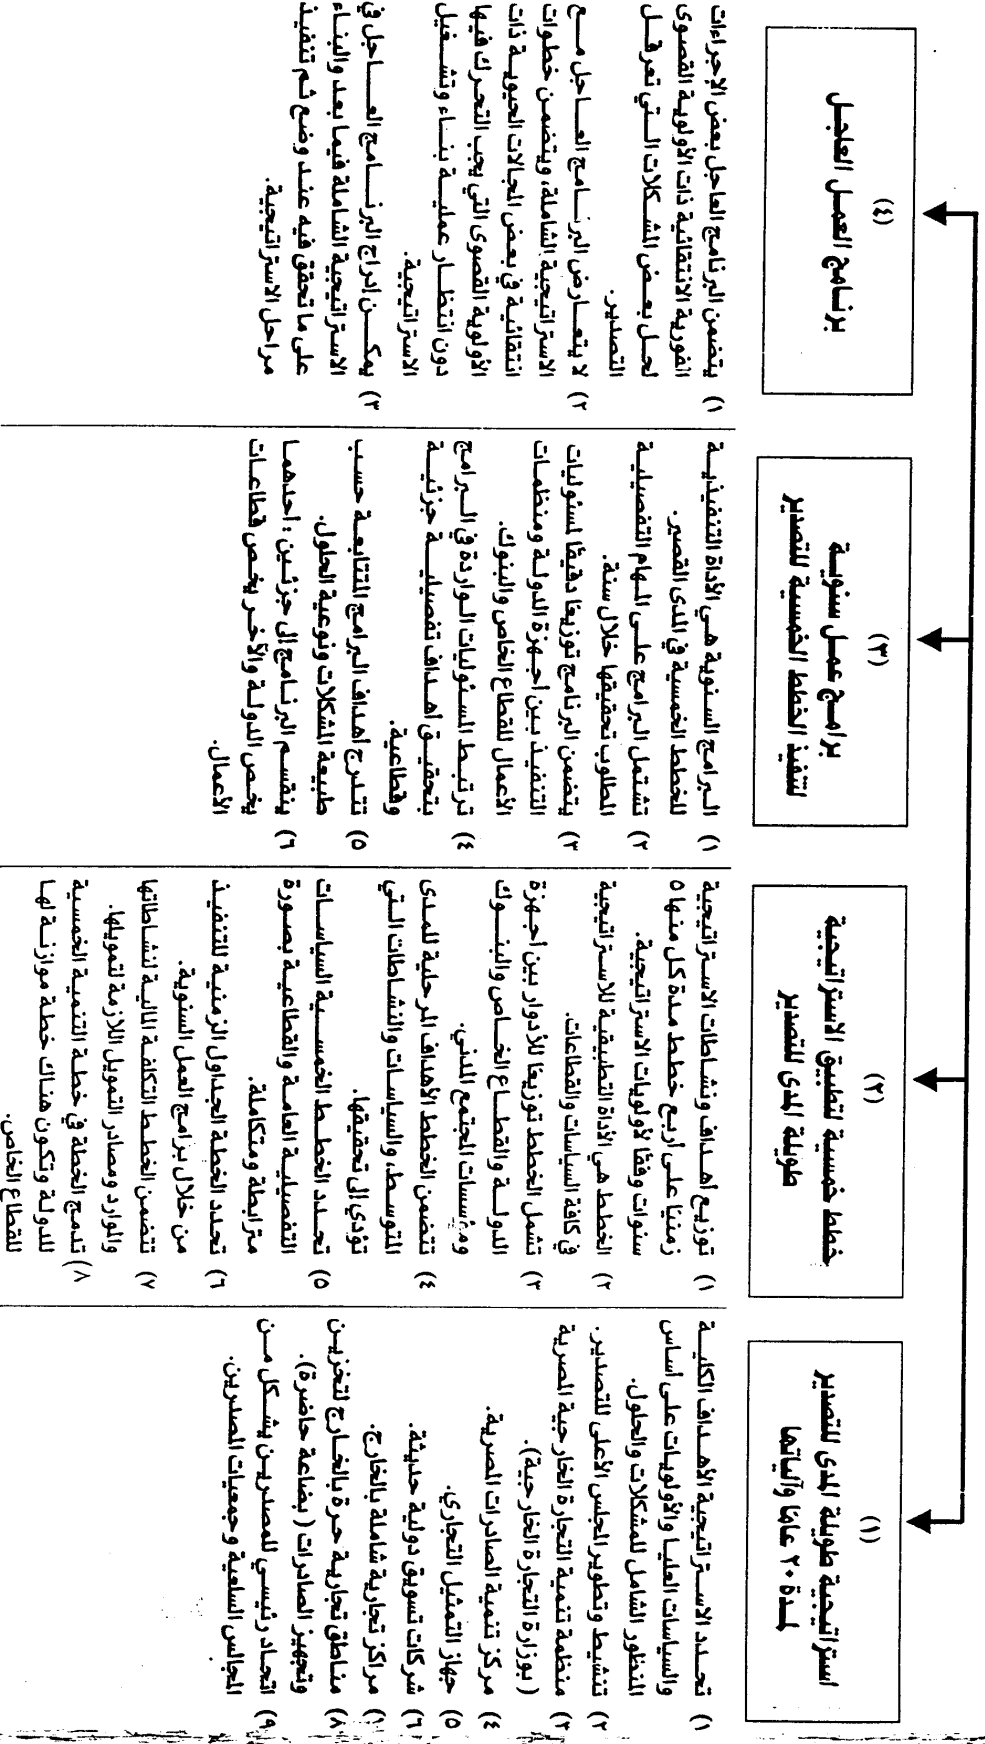 (١)
استراتيجية طويلة المدى للتصدير
لمدة ٢٠ عامًا وآلياتها
١) تحدد الاستراتيجية الأهداف الكلية
والسياسات العليا والأولويات على أساس
المنظور الشامل للمشكلات والحلول.
٢) تنشيط وتطوير المجلس الأعلى للتصدير.
٣) منظمة تنمية التجارة الخارجية المصرية
(بوزارة التجارة الخارجية).
٤) مركز تنمية الصادرات المصرية.
٥) جهاز التمثيل التجاري.
٦) شركات تسويق دولية حديثة.
مراكز تجارية شاملة بالخارج.
٨) مناطق تجارية حرة بالخارج لتخزين
وتجهيز الصادرات (بضاعة حاضرة).
٩) اتحاد رئيسي للمصدرين يشكل من
المجالس السلعية وجمعيات المصدرين.
(٢)
خطط خمسية لتطبيق الاستراتيجية
طويلة المدى للتصدير
١) توزيع أهداف ونشاطات الاستراتيجية
زمنيا على أربع خطط مدة كل منها ٥
سنوات وفقًا لأولويات الاستراتيجية.
٢) الخطط هي الأداة التطبيقية للاستراتيجية
في كافة السياسات والقطاعات.
٣) تشمل الخطط توزيعًا للأدوار بين أجهزة
الدولة والقطاع الخاص والبنوك
ومؤسسات المجتمع المدني.
٤) تتضمن الخطط الأهداف المرحلية للمدى
المتوسط، والسياسات والنشاطات التي
تؤدي إلى تحقيقها.
٥) تحدد الخطط الخمسية السياسات
التفصيلية العامة والقطاعية بصورة
مترابطة ومتكاملة.
٦) تحدد الخطة الجداول الزمنية للتنفيذ
من خلال برامج العمل السنوية.
٧) تتضمن الخطط التكلفة المالية لنشاطاتها
والموارد ومصادر التمويل اللازمة لتمويلها.
٨) تدمج الخطة في خطة التنمية الخمسية
للدولة وتكون هناك خطة موازنة لها
للقطاع الخاص.
(٣)
برامج عمل سنوية
لتنفيذ الخطط الخمسية للتصدير
١) البرامج السنوية هي الأداة التنفيذية
للخطط الخمسية في المدى القصير.
٢) تشتمل البرامج على المهام التفصيلية
المطلوب تحقيقها خلال سنة.
٣) يتضمن البرنامج توزيعًا دقيقًا لمسئوليات
التنفيذ بين أجهزة الدولة ومنظمات
الأعمال للقطاع الخاص والبنوك.
٤) ترتبط المسئوليات الواردة في البرامج
بتحقيق أهداف تفصيلية جزئية
وقطاعية.
٥) تتدرج أهداف البرامج المتتابعة حسب
طبيعة المشكلات ونوعية الحلول.
٦) ينقسم البرنامج إلى جزئين : أحدهما
يخص الدولة والآخر يخص قطاعات
الأعمال.
(٤)
برنامج العمل العاجل
١) يتضمن البرنامج العاجل بعض الإجراءات
الفورية الانتقائية ذات الأولوية القصوى
لحل بعض المشكلات التي تعرقل
التصدير.
٢) لا يتعارض البرنامج العاجل مع
الاستراتيجية الشاملة، ويتضمن خطوات
انتقائية في بعض المجالات الحيوية ذات
الأولوية القصوى التي يجب التحرك فيها
دون انتظار عملية بناء وتشغيل
الاستراتيجية.
٣) يمكن إدراج البرنامج العاجل في
الاستراتيجية الشاملة فيما بعد والبناء
على ما تحقق فيه عند وضع ثم تنفيذ
مراحل الاستراتيجية.